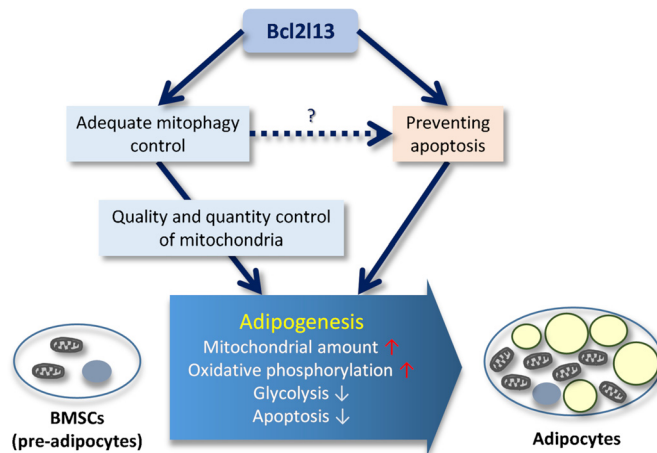 Bcl2l13
?
Adequate mitophagy
control
Preventing
apoptosis
Quality and quantity control
of mitochondria
Adipogenesis
Mitochondrial amount ↑
Oxidative phosphorylation ↑
Glycolysis ↓
Apoptosis ↓
BMSCs
(pre-adipocytes)
Adipocytes